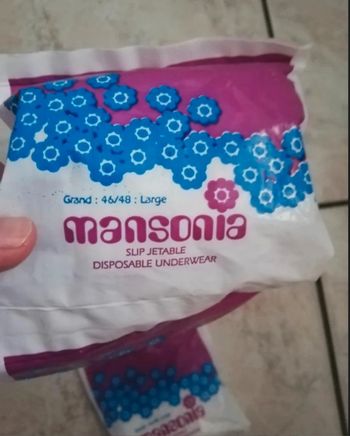 Grand : 46/48 : Large
mansonia
SLIP JETABLE
DISPOSABLE UNDERWEAR